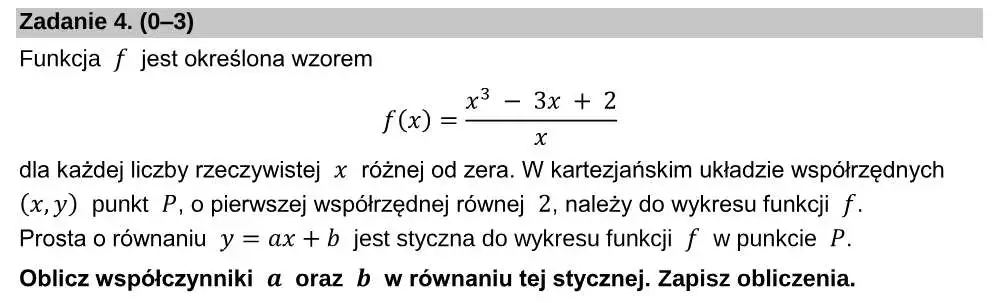 Zadanie 4. (0–3)
Funkcja f jest określona wzorem
f(x) = \frac{x^3 − 3x + 2}{x}
dla każdej liczby rzeczywistej x różnej od zera. W kartezjańskim układzie współrzędnych
(x, y) punkt P, o pierwszej współrzędnej równej 2, należy do wykresu funkcji f.
Prosta o równaniu y = ax + b jest styczna do wykresu funkcji f w punkcie P.
Oblicz współczynniki a oraz b w równaniu tej stycznej. Zapisz obliczenia.